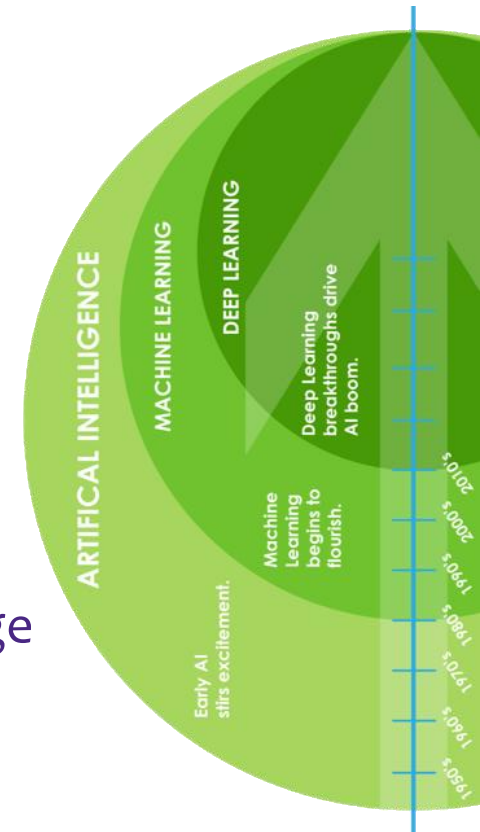 ARTIFICAL INTELLIGENCE
MACHINE LEARNING
DEEP LEARNING
Early AI
stirs excitement.
Machine
Learning
begins to
flourish.
Deep Learning
breakthroughs drive
AI boom.
1950's
1960's
1970's
1980's
1990's
2000's
2010's
ge